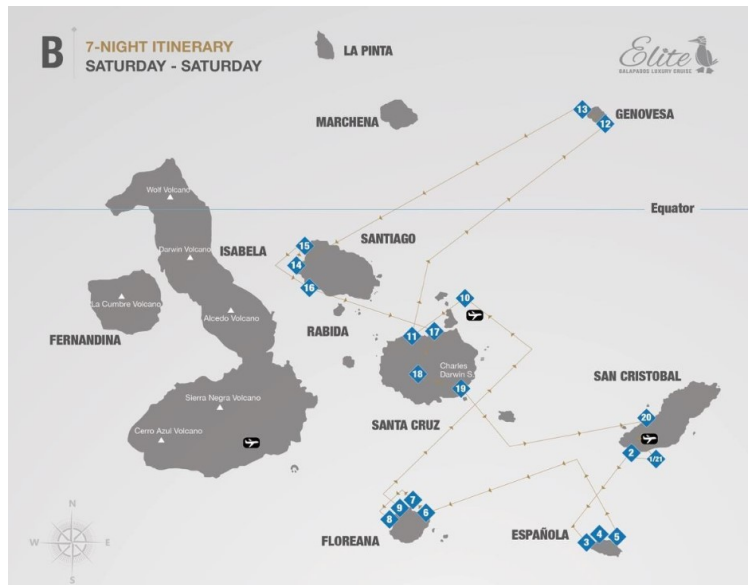 B
7-NIGHT ITINERARY
SATURDAY - SATURDAY
Elite
GALAPAGOS LUXURY CRUISE
LA PINTA
MARCHENA
GENOVESA
13
12
Wolf Volcano
Equator
Darwin Volcano
ISABELA
SANTIAGO
15
14
16
La Cumbre Volcano
Alcedo Volcano
FERNANDINA
RABIDA
10
11
17
Charles
Darwin S.
18
19
SANTA CRUZ
SAN CRISTOBAL
20
2
1/21
Sierra Negra Volcano
Cerro Azul Volcano
7
9
8
6
FLOREANA
ESPAÑOLA
3
4
5
N
W
E
S